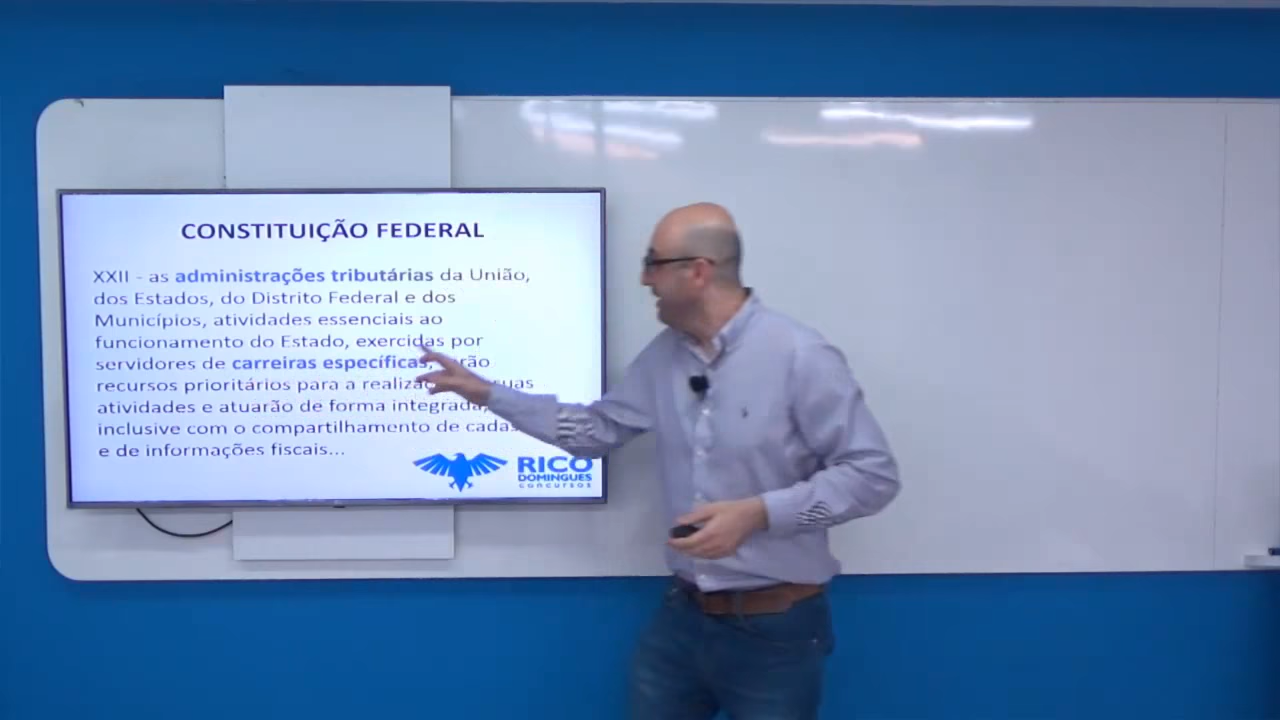 CONSTITUIÇÃO FEDERAL
XXII - as administrações tributárias da União,
dos Estados, do Distrito Federal e dos
Municípios, atividades essenciais ao
funcionamento do Estado, exercidas por
servidores de carreiras específicas,
recursos prioritários para a suas
atividades e atuarão de forma integrada,
inclusive com o compartilhamento de
e de informações fiscais...
RICO
DOMINGUES
CONCURSOS